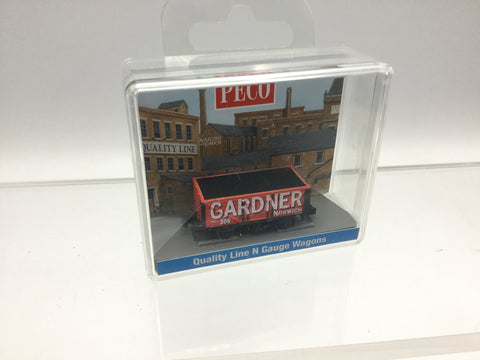 PECO
QUALITY LINE
GARDNER
NORWICH
Quality Line N Gauge Wagons